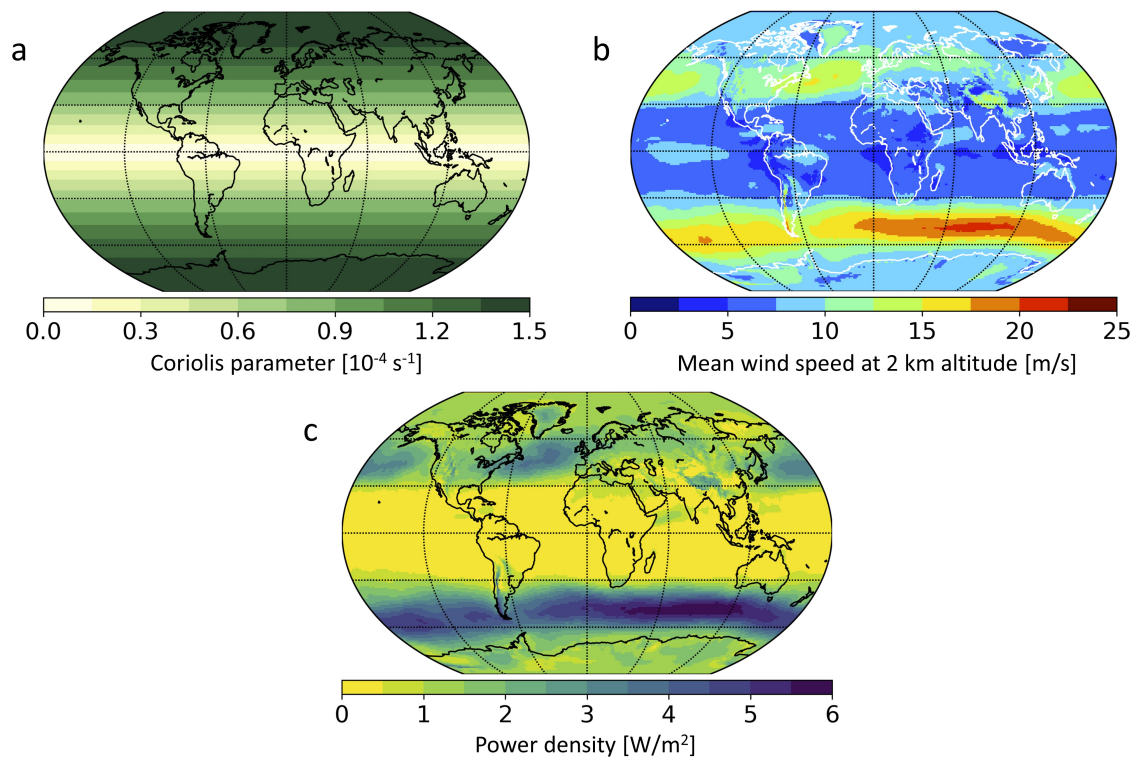 a
b
0.0 0.3 0.6 0.9 1.2 1.5
Coriolis parameter [10⁻⁴ s⁻¹]
0 5 10 15 20 25
Mean wind speed at 2 km altitude [m/s]
c
0 1 2 3 4 5 6
Power density [W/m²]